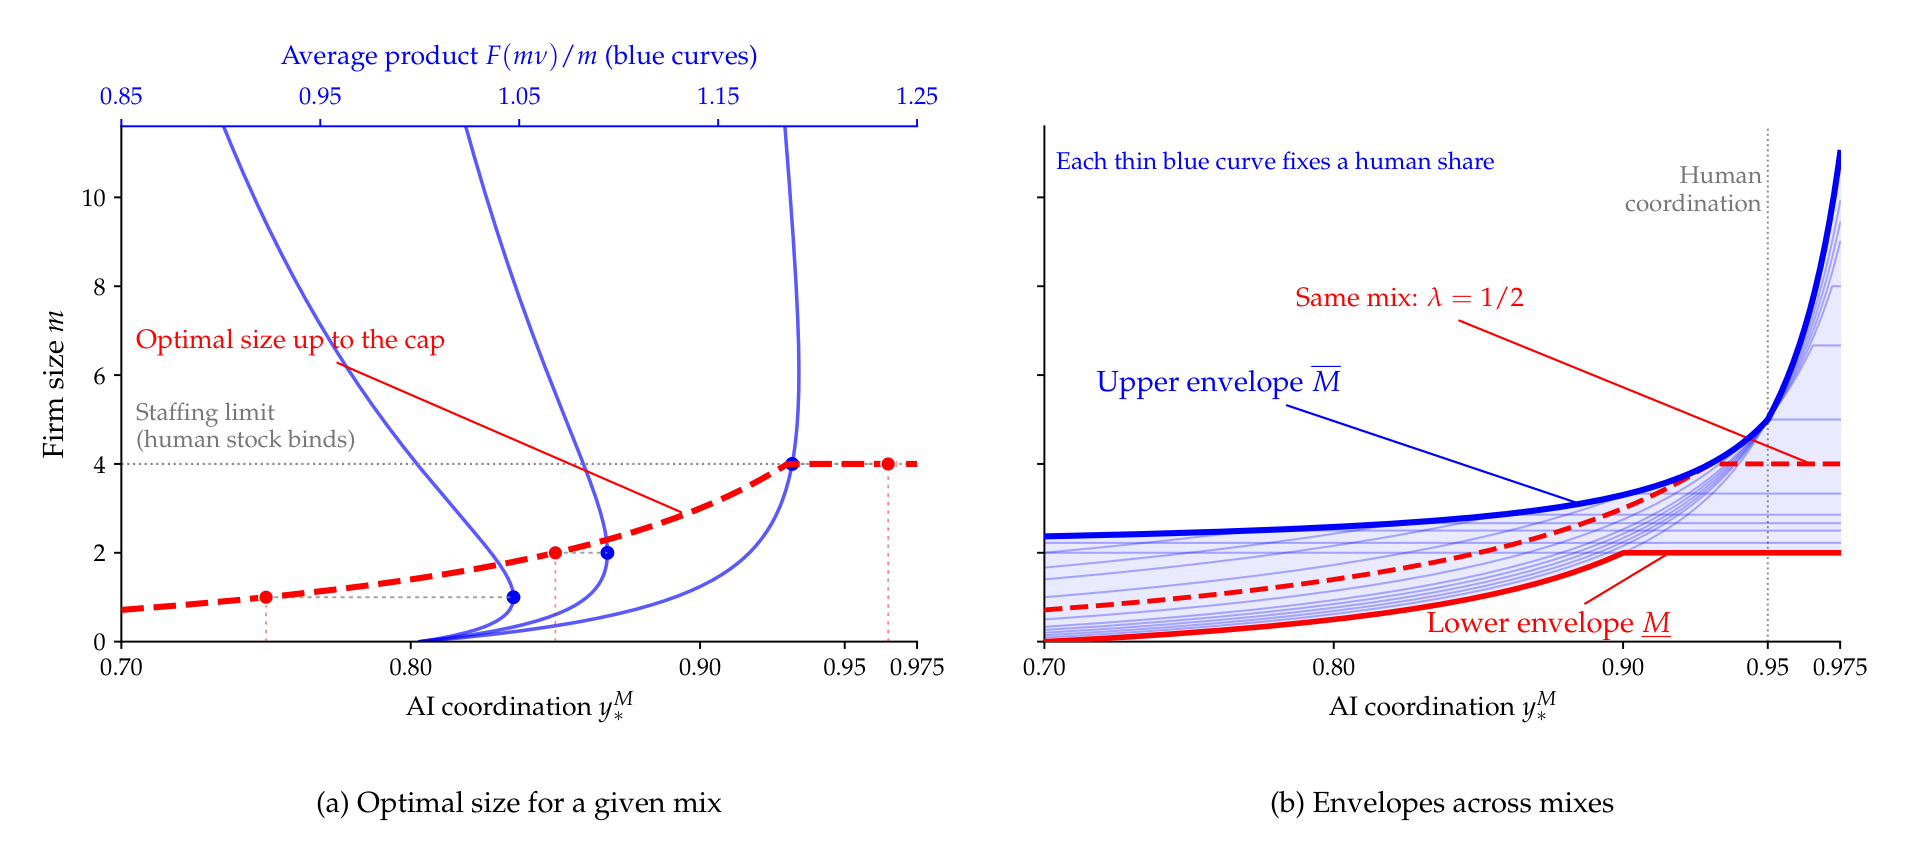 Average product F(mν)/m (blue curves)
0.85 0.95 1.05 1.15 1.25
10
8
6
4
2
0
Firm size m
Optimal size up to the cap
Staffing limit
(human stock binds)
0.70 0.80 0.90 0.95 0.975
AI coordination y_*^M
(a) Optimal size for a given mix
Each thin blue curve fixes a human share
Human
coordination
Same mix: λ = 1/2
Upper envelope M̅
Lower envelope M̲
0.70 0.80 0.90 0.95 0.975
AI coordination y_*^M
(b) Envelopes across mixes